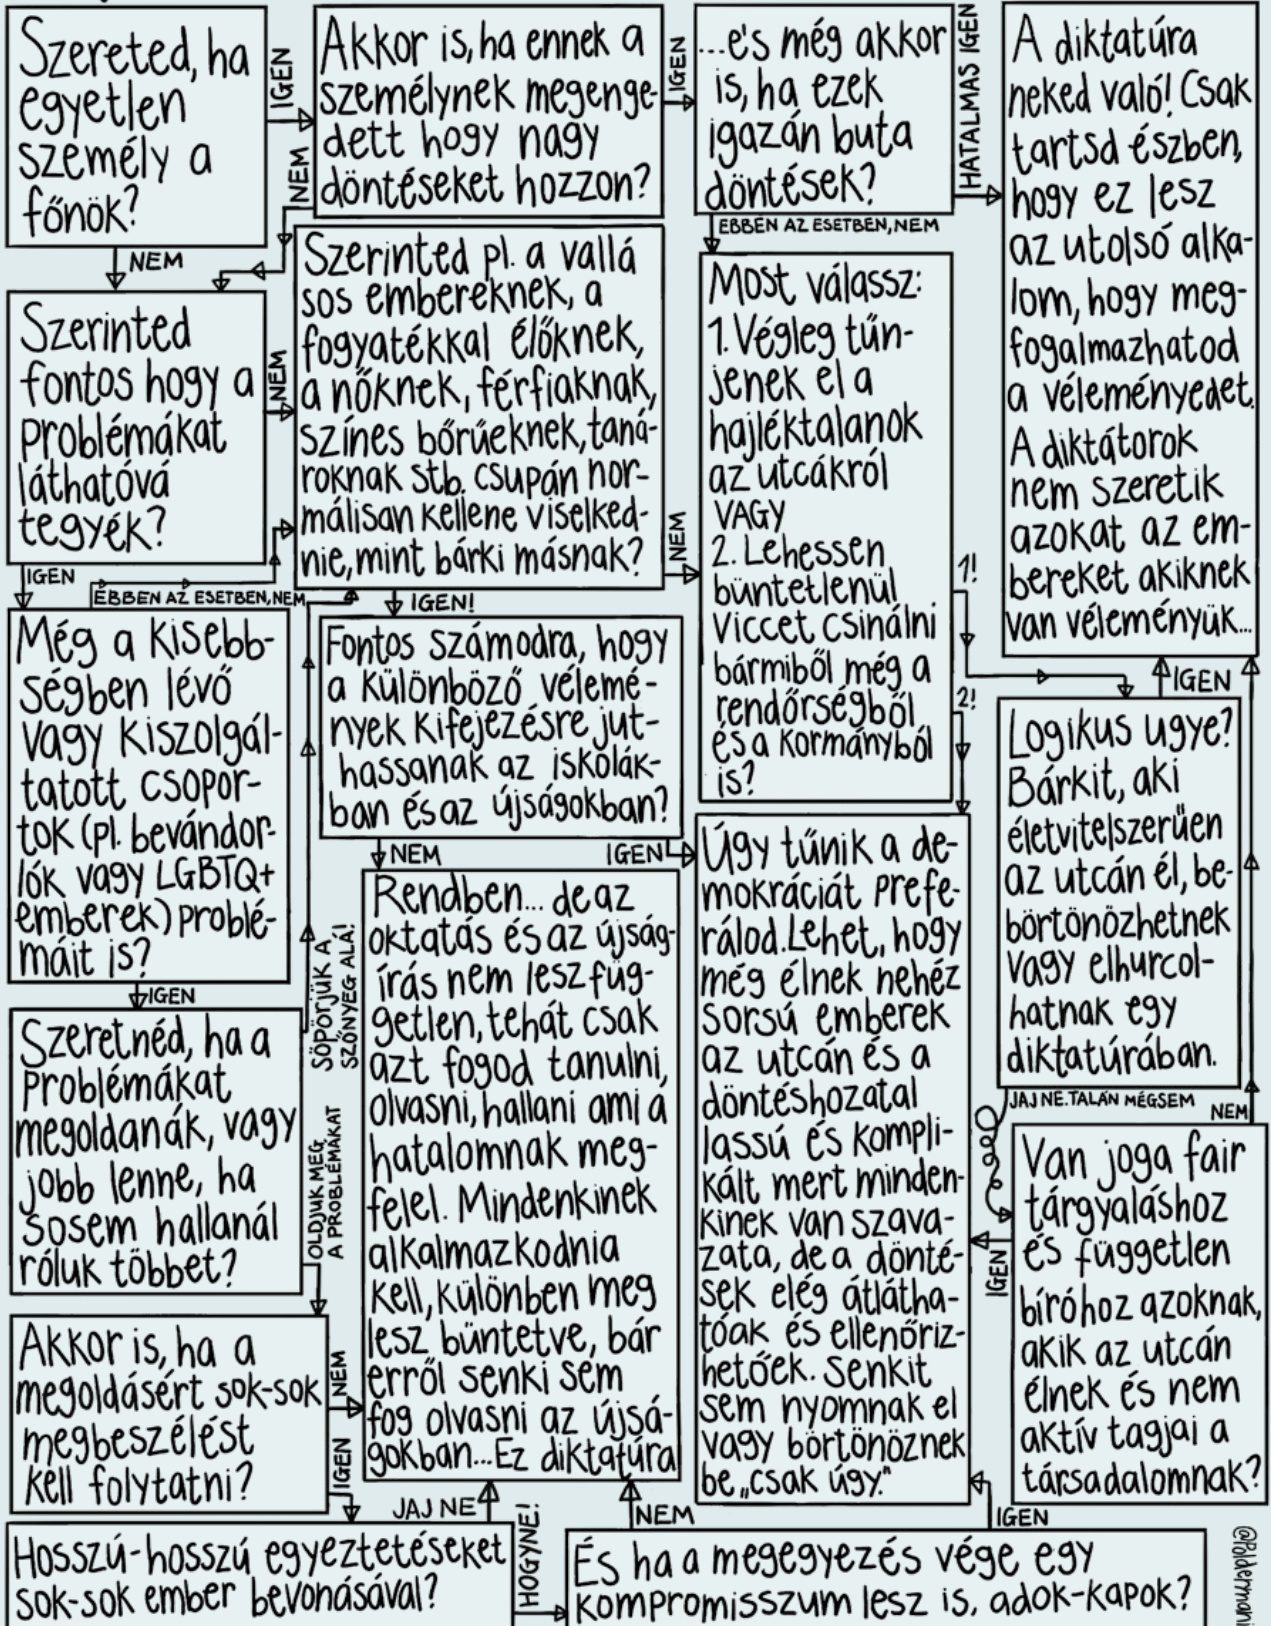 Szereted, ha
egyetlen
személy a
főnök?
IGEN
NEM
Akkor is, ha ennek a
személynek megenge-
dett hogy nagy
döntéseket hozzon?
IGEN
NEM
...és még akkor
is, ha ezek
igazán buta
döntések?
HATALMAS IGEN
EBBEN AZ ESETBEN, NEM
A diktatúra
neked való! Csak
tartsd észben,
hogy ez lesz
az utolsó alka-
lom, hogy meg-
fogalmazhatod
a véleményedet.
A diktátorok
nem szeretik
azokat az em-
bereket akiknek
van véleményük...
Szerinted
fontos hogy a
problémákat
láthatóvá
tegyék?
NEM
IGEN
Szerinted pl. a vallá
sos embereknek, a
fogyatékkal élőknek,
a nőknek, férfiaknak,
színes bőrűeknek, taná-
roknak stb. csupán nor-
málisan kellene viselked-
nie, mint bárki másnak?
NEM
IGEN!
Most válassz:
1. Végleg tűn-
jenek el a
hajléktalanok
az utcákról
VAGY
2. Lehessen
büntetlenül
viccet csinálni
bármiből még a
rendőrségből
és a kormányból
is?
1!
2!
EBBEN AZ ESETBEN, NEM
Még a kisebb-
ségben lévő
vagy kiszolgál-
tatott csopor-
tok (pl. bevándor-
lók vagy LGBTQ+
emberek) problé-
máit is?
IGEN
Fontos számodra, hogy
a különböző vélemé-
nyek kifejezésre jut-
hassanak az iskolák-
ban és az újságokban?
NEM
IGEN
IGEN
Logikus ugye?
Bárkit, aki
életvitelszerűen
az utcán él, be-
börtönözhetnek
vagy elhurcol-
hatnak egy
diktatúrában.
JAJ NE. TALÁN MÉGSEM
NEM
Szeretnéd, ha a
problémákat
megoldanák, vagy
jobb lenne, ha
sosem hallanál
róluk többet?
SÖPÖRJÜK A
SZŐNYEG ALÁ!
OLDJUK MEG
A PROBLÉMÁKAT
Rendben... de az
oktatás és az újság-
írás nem lesz füg-
getlen, tehát csak
azt fogod tanulni,
olvasni, hallani ami a
hatalomnak meg-
felel. Mindenkinek
alkalmazkodnia
kell, különben meg
lesz büntetve, bár
erről senki sem
fog olvasni az újsá-
gokban... Ez diktatúra
Úgy tűnik a de-
mokráciát prefe-
rálod. Lehet, hogy
még élnek nehéz
sorsú emberek
az utcán és a
döntéshozatal
lassú és kompli-
kált mert minden-
kinek van szava-
zata, de a dönté-
sek elég átlátha-
tóak és ellenőriz-
hetőek. Senkit
sem nyomnak el
vagy börtönöznek
be „csak úgy."
Van joga fair
tárgyaláshoz
és független
bíróhoz azoknak,
akik az utcán
élnek és nem
aktív tagjai a
társadalomnak?
IGEN
Akkor is, ha a
megoldásért sok-sok
megbeszélést
kell folytatni?
NEM
IGEN
Hosszú-hosszú egyeztetéseket
sok-sok ember bevonásával?
JAJ NE
HOGYNE!
És ha a megegyezés vége egy
kompromisszum lesz is, adok-kapok?
NEM
IGEN